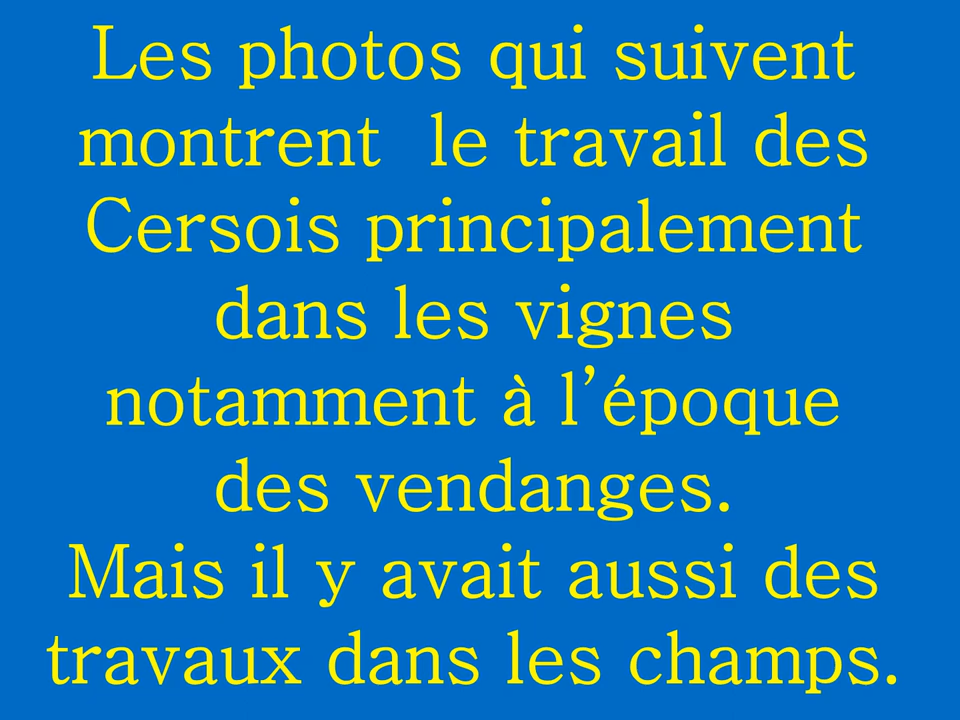 Les photos qui suivent
montrent le travail des
Cersois principalement
dans les vignes
notamment à l’époque
des vendanges.
Mais il y avait aussi des
travaux dans les champs.